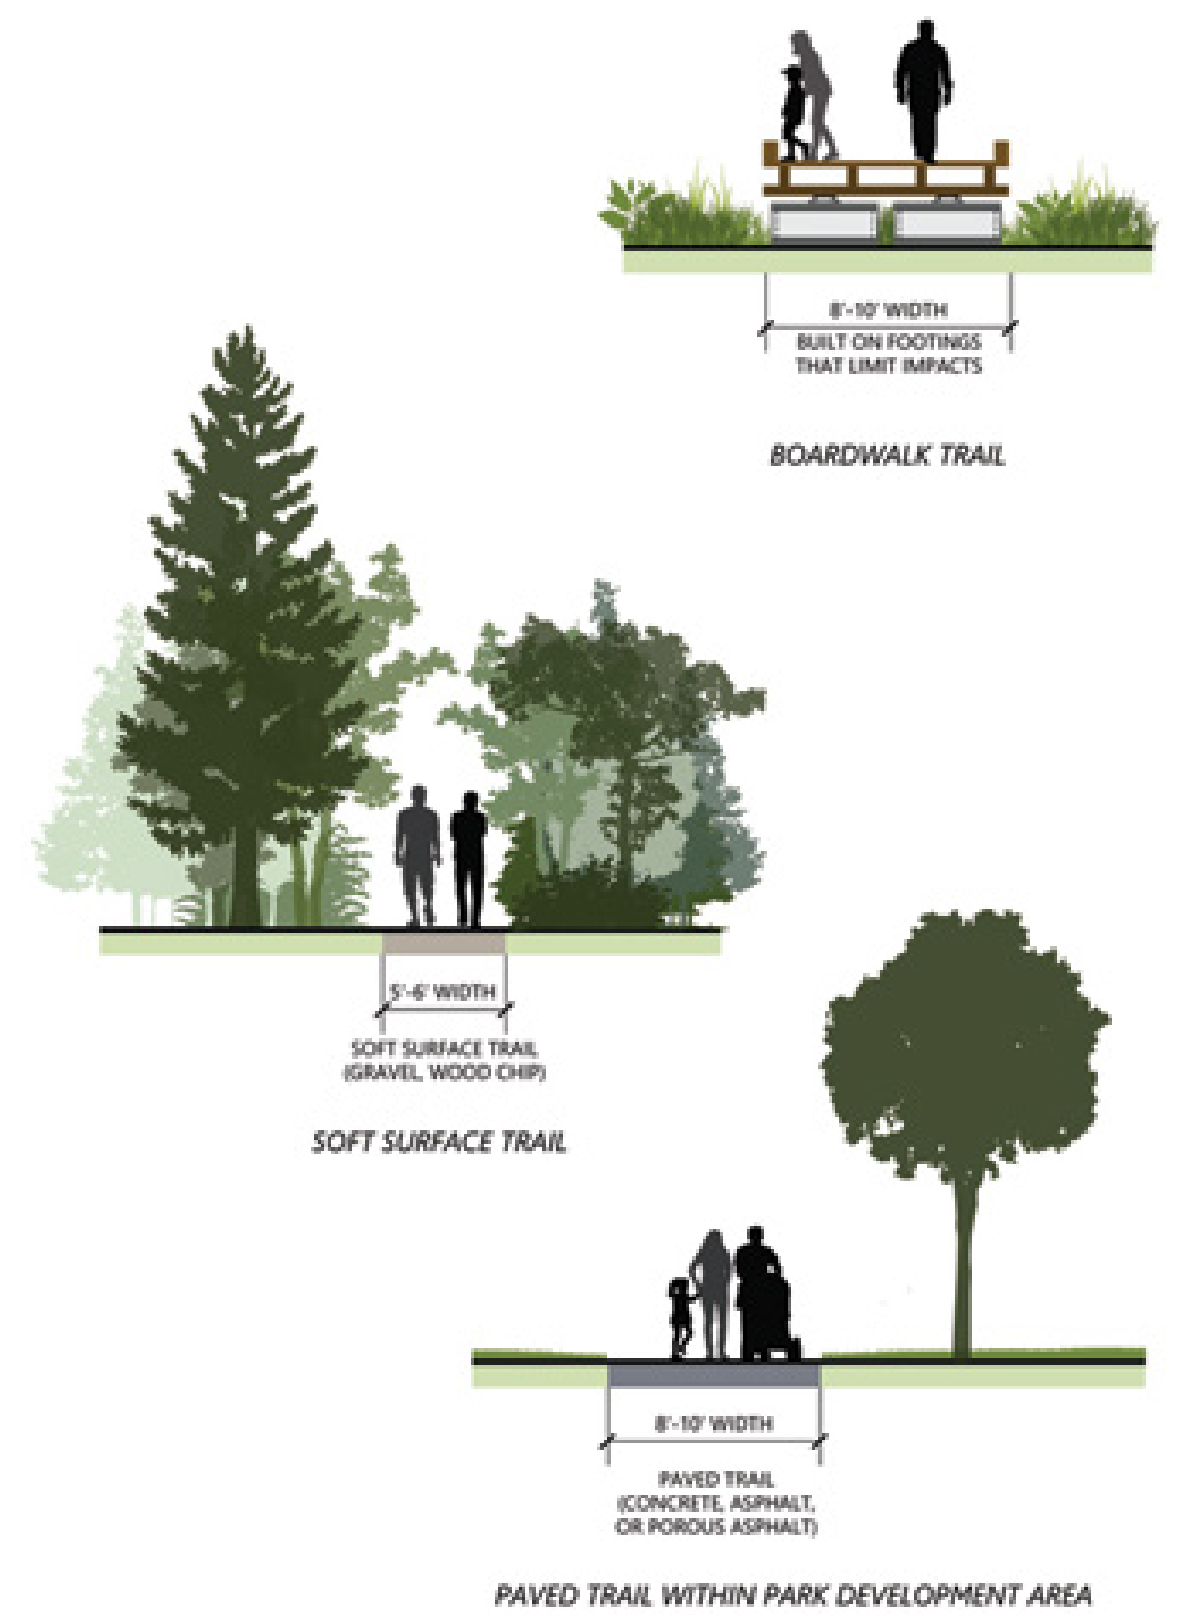 8'-10' WIDTH
BUILT ON FOOTINGS
THAT LIMIT IMPACTS
BOARDWALK TRAIL
5'-6' WIDTH
SOFT SURFACE TRAIL
(GRAVEL, WOOD CHIP)
SOFT SURFACE TRAIL
8'-10' WIDTH
PAVED TRAIL
(CONCRETE, ASPHALT,
OR POROUS ASPHALT)
PAVED TRAIL WITHIN PARK DEVELOPMENT AREA